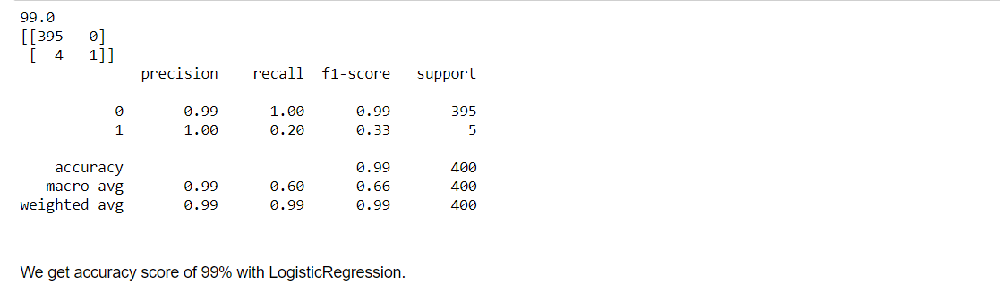 99.0
[[395   0]
 [  4   1]]
              precision    recall  f1-score   support

           0       0.99      1.00      0.99       395
           1       1.00      0.20      0.33         5

    accuracy                           0.99       400
   macro avg       0.99      0.60      0.66       400
weighted avg       0.99      0.99      0.99       400

We get accuracy score of 99% with LogisticRegression.